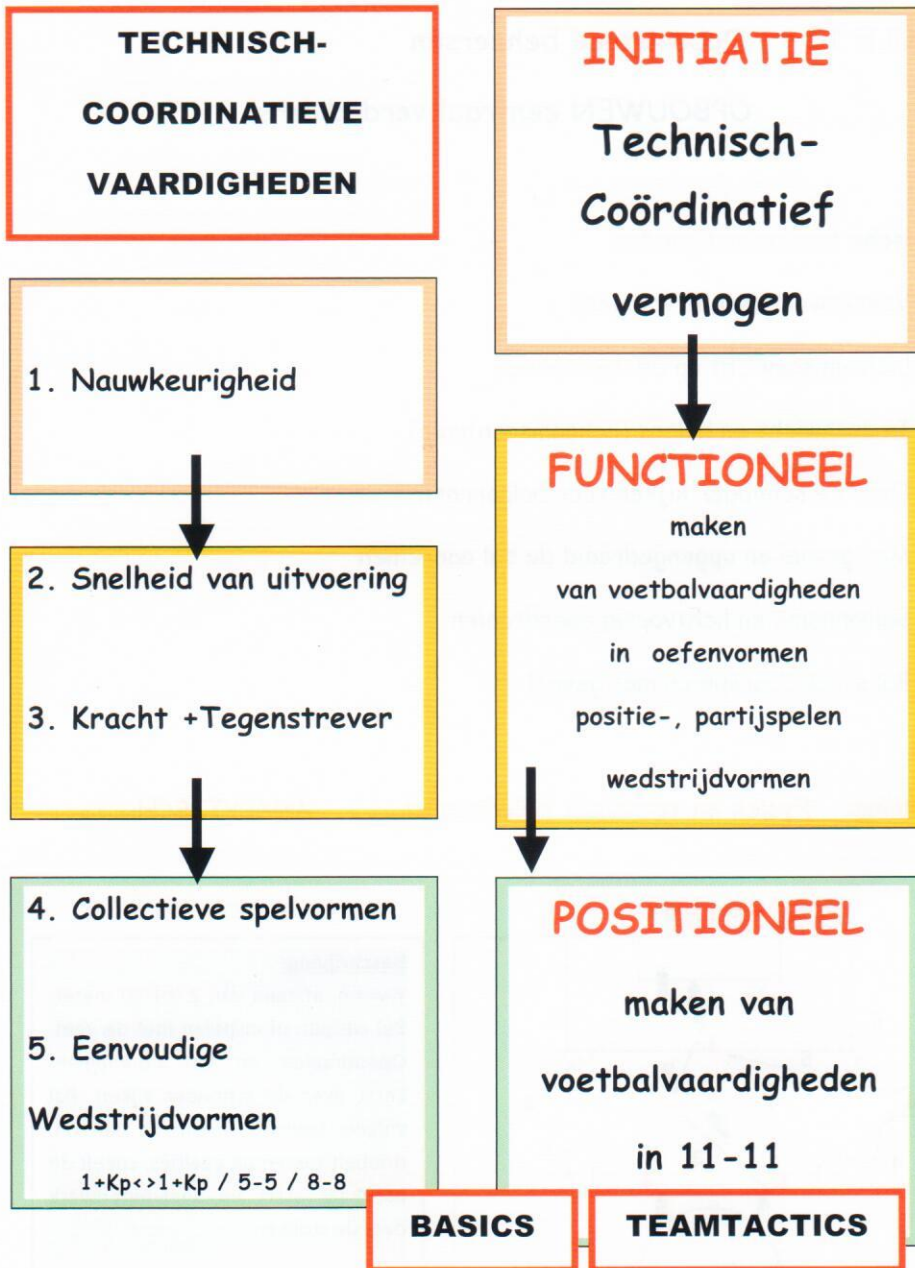 TECHNISCH-
COÖRDINATIEVE
VAARDIGHEDEN
1. Nauwkeurigheid
2. Snelheid van uitvoering
3. Kracht +Tegenstrever
4. Collectieve spelvormen
5. Eenvoudige
Wedstrijdvormen
1+Kp<>1+Kp / 5-5 / 8-8
INITIATIE
Technisch-
Coördinatief
vermogen
FUNCTIONEEL
maken
van voetbalvaardigheden
in oefenvormen
positie-, partijspelen
wedstrijdvormen
POSITIONEEL
maken van
voetbalvaardigheden
in 11-11
BASICS
TEAMTACTICS